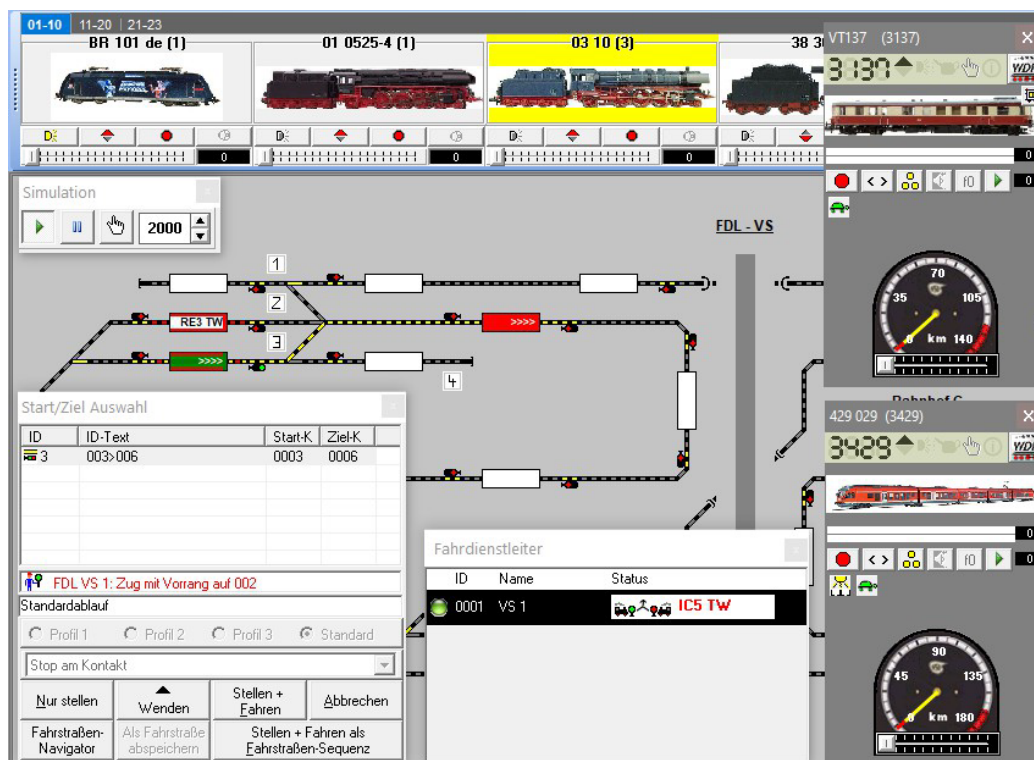 01-10 11-20 21-23
BR 101 de (1) 01 0525-4 (1) 03 10 (3)
0 0 0
VT137 (3137)
3137
WDP
0
f0 0
35 70 105
0 km 140
Simulation
2000
FDL - VS
1
2
RE3 TW >>>>
3
>>>>
4
Start/Ziel Auswahl
ID ID-Text Start-K Ziel-K
3 003>006 0003 0006
FDL VS 1: Zug mit Vorrang auf 002
Standardablauf
Profil 1 Profil 2 Profil 3 Standard
Stop am Kontakt
Nur stellen Wenden Stellen + Fahren Abbrechen
Fahrstraßen-Navigator Als Fahrstraße abspeichern Stellen + Fahren als Fahrstraßen-Sequenz
Fahrdienstleiter
ID Name Status
0001 VS 1 IC5 TW
429 029 (3429)
3429
0
f0 0
45 90 135
0 km 180